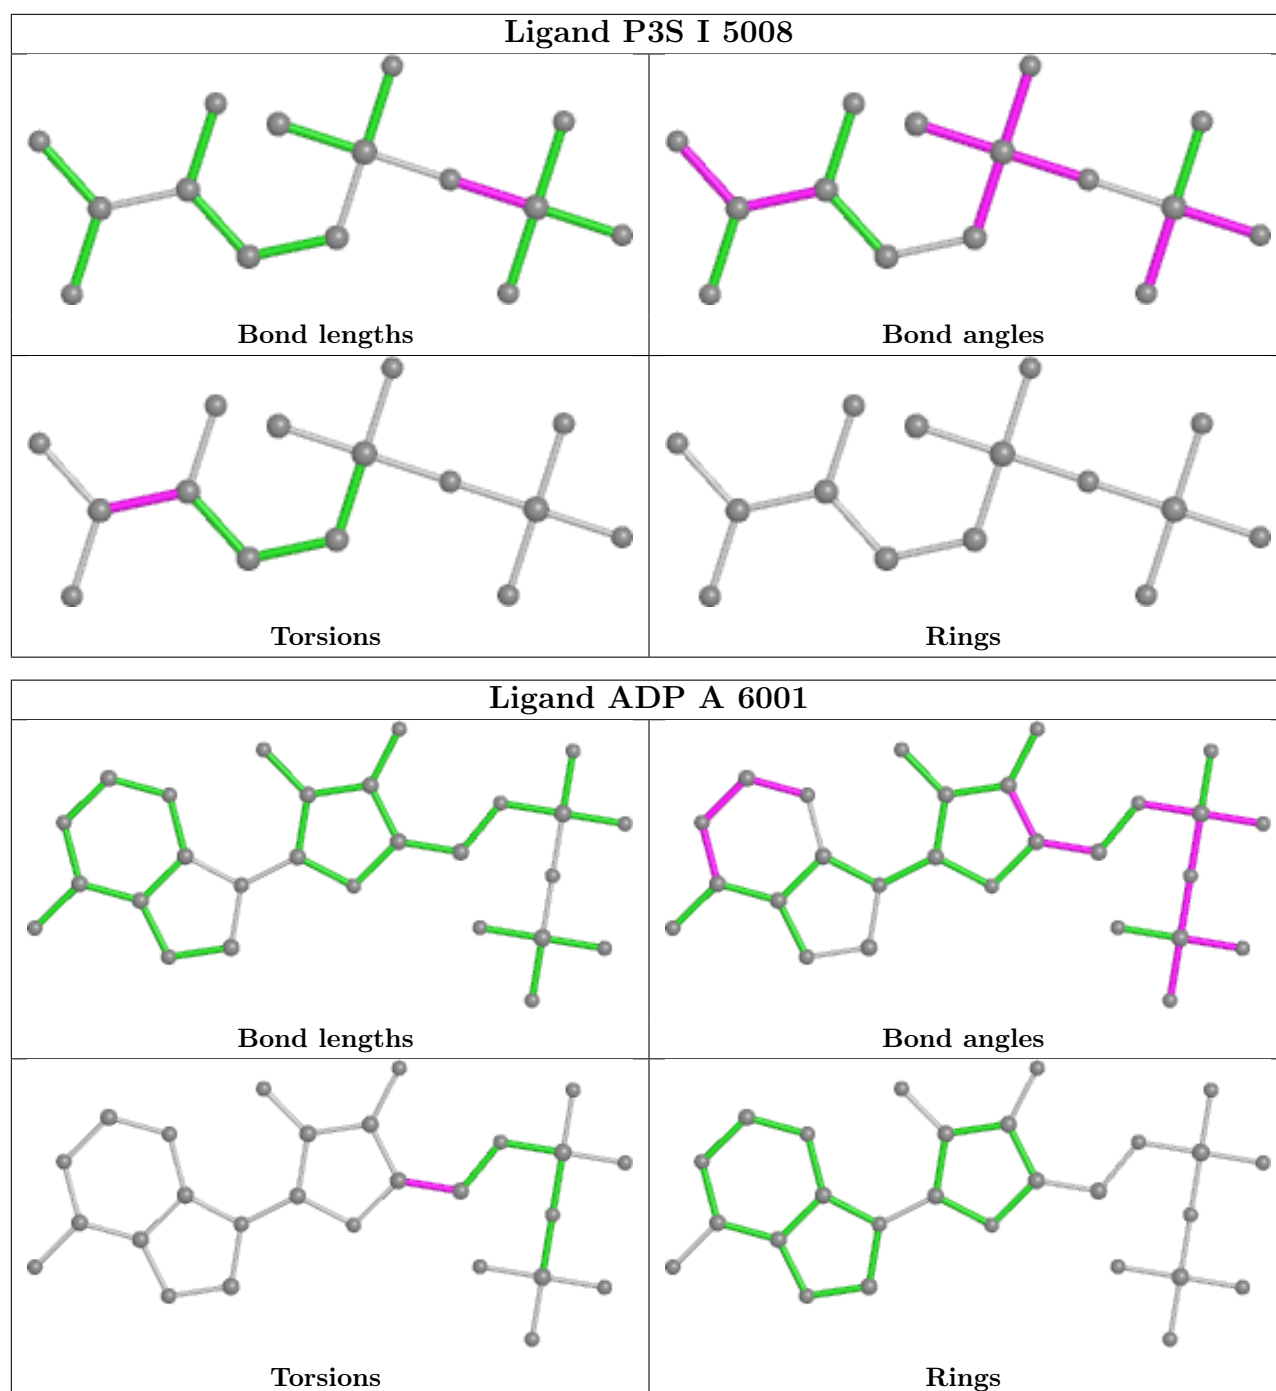 Ligand P3S I 5008
Bond lengths
Bond angles
Torsions
Rings
Ligand ADP A 6001
Bond lengths
Bond angles
Torsions
Rings